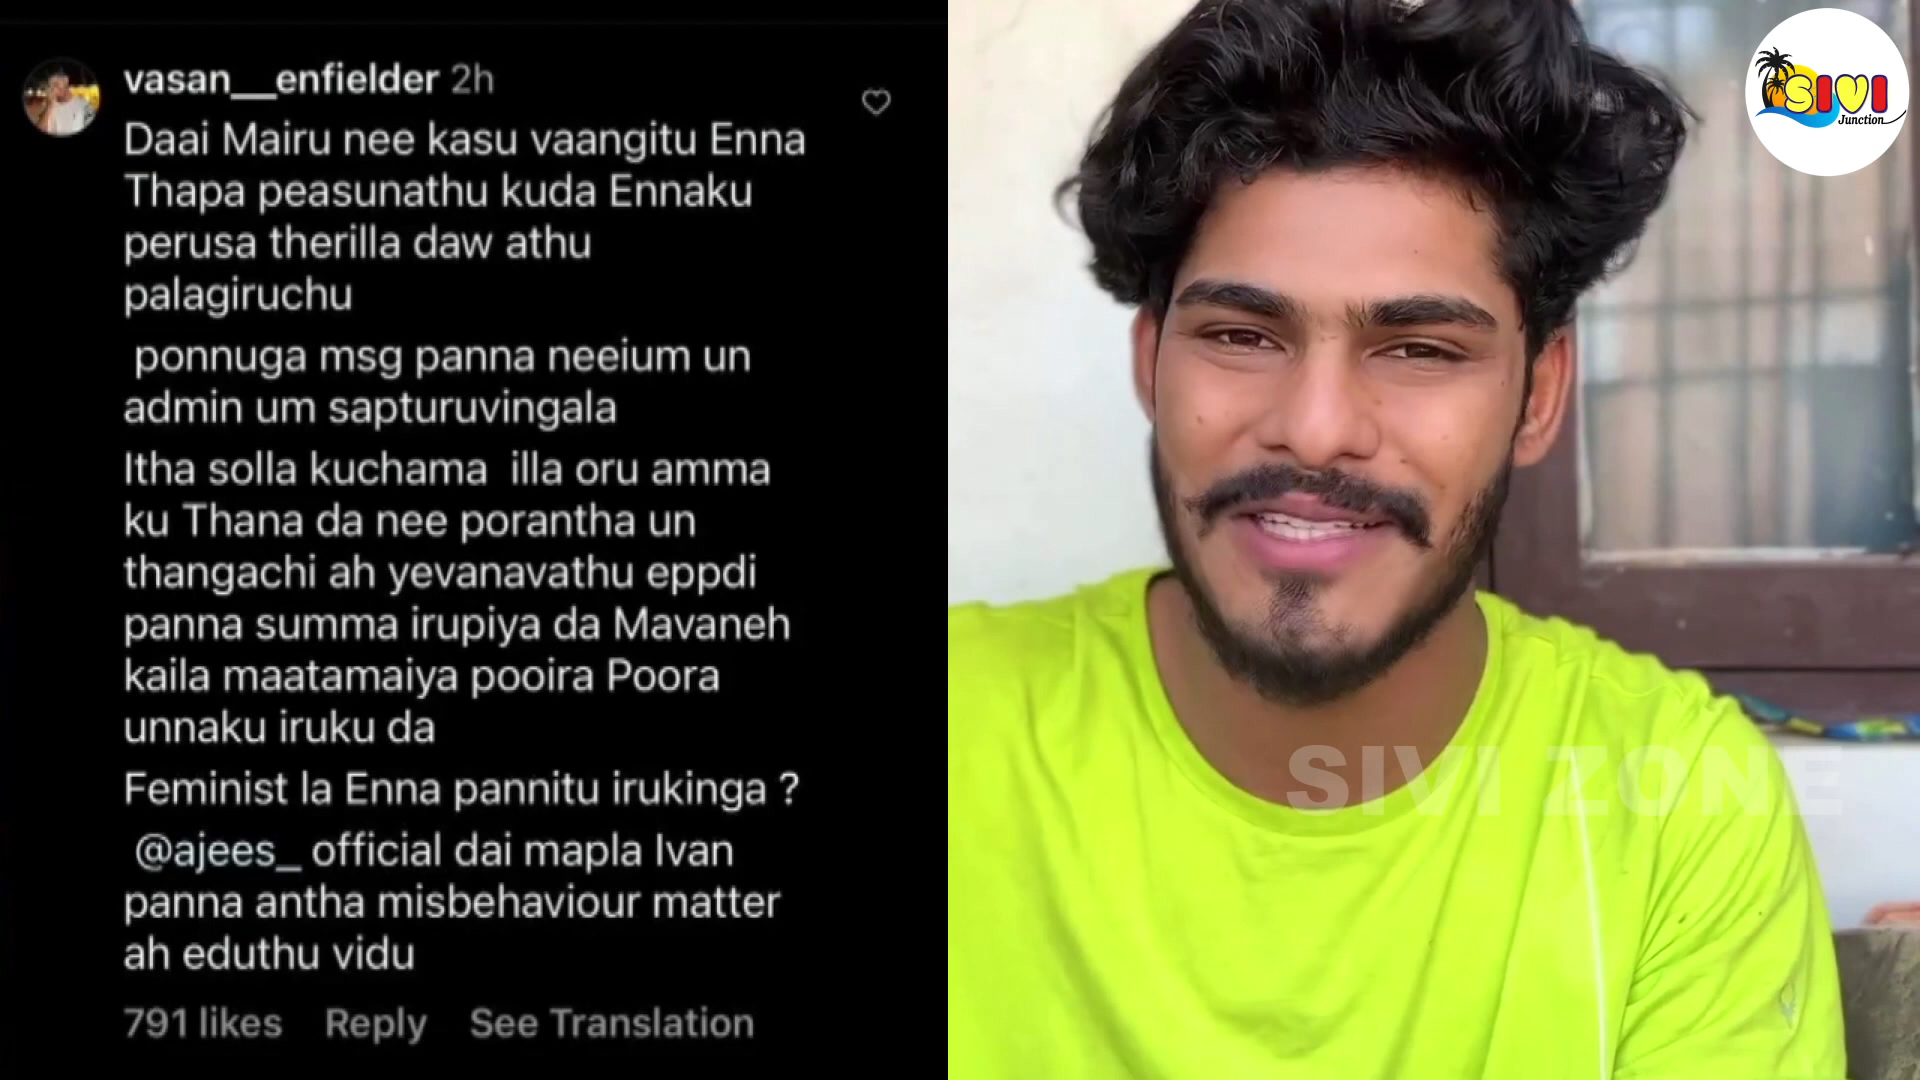 vasan__enfielder 2h
Daai Mairu nee kasu vaangitu Enna
Thapa peasunathu kuda Ennaku
perusa therilla daw athu
palagiruchu
ponnuga msg panna neeium un
admin um sapturuvingala
Itha solla kuchama illa oru amma
ku Thana da nee porantha un
thangachi ah yevanavathu eppdi
panna summa irupiya da Mavaneh
kaila maatamaiya pooira Poora
unnaku iruku da
Feminist la Enna pannitu irukinga ?
@ajees_ official dai mapla Ivan
panna antha misbehaviour matter
ah eduthu vidu
791 likes Reply See Translation
SIVI
Junction
SIVI ZONE